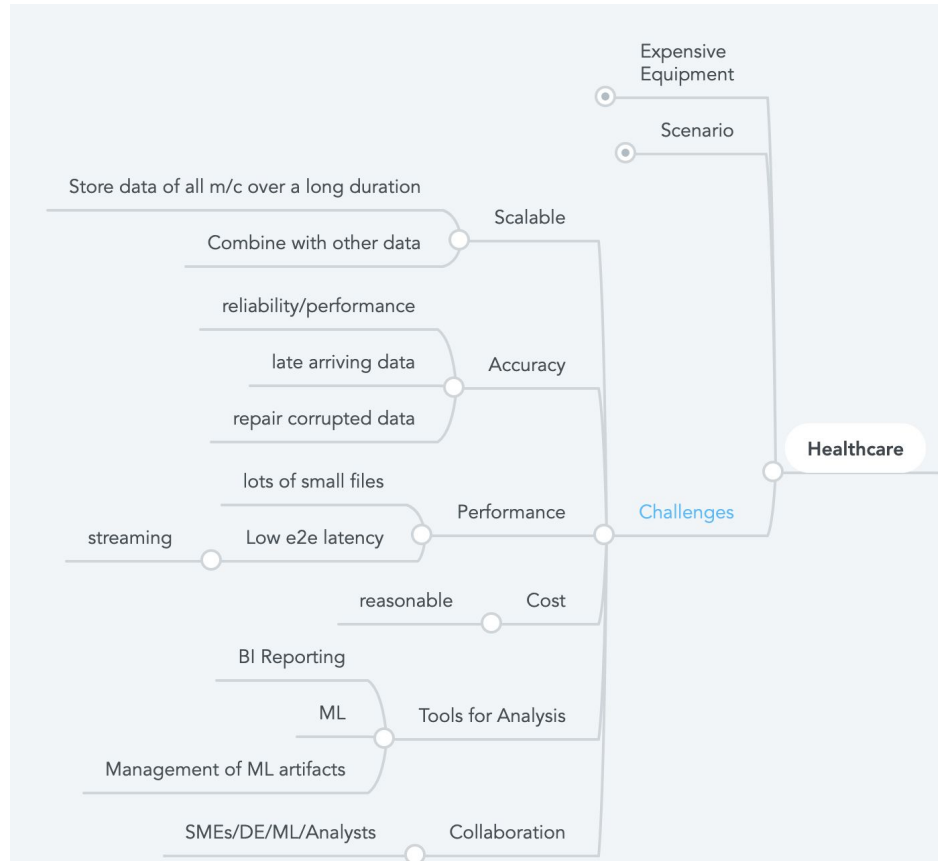 Expensive
Equipment
Scenario
Store data of all m/c over a long duration
Scalable
Combine with other data
reliability/performance
late arriving data
Accuracy
repair corrupted data
lots of small files
Performance
Challenges
Healthcare
streaming
Low e2e latency
reasonable
Cost
BI Reporting
ML
Tools for Analysis
Management of ML artifacts
SMEs/DE/ML/Analysts
Collaboration